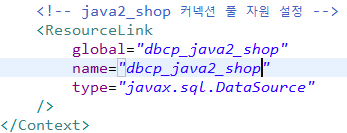 <!-- java2_shop 커넥션 풀 자원 설정 -->
<ResourceLink
global="dbcp_java2_shop"
name="dbcp_java2_shop"
type="javax.sql.DataSource"
/>
</Context>